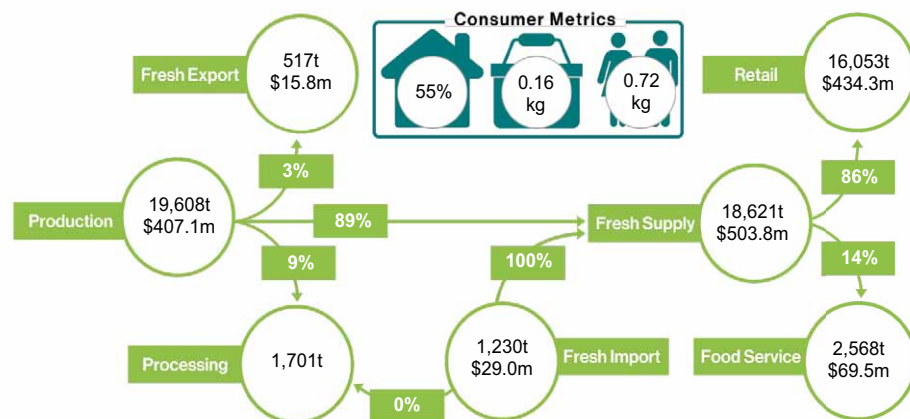 Consumer Metrics
Fresh Export
517t
$15.8m
55%
0.16
kg
0.72
kg
Retail
16,053t
$434.3m
3%
86%
Production
19,608t
$407.1m
89%
Fresh Supply
18,621t
$503.8m
9%
100%
14%
Processing
1,701t
1,230t
$29.0m
Fresh Import
Food Service
2,568t
$69.5m
0%